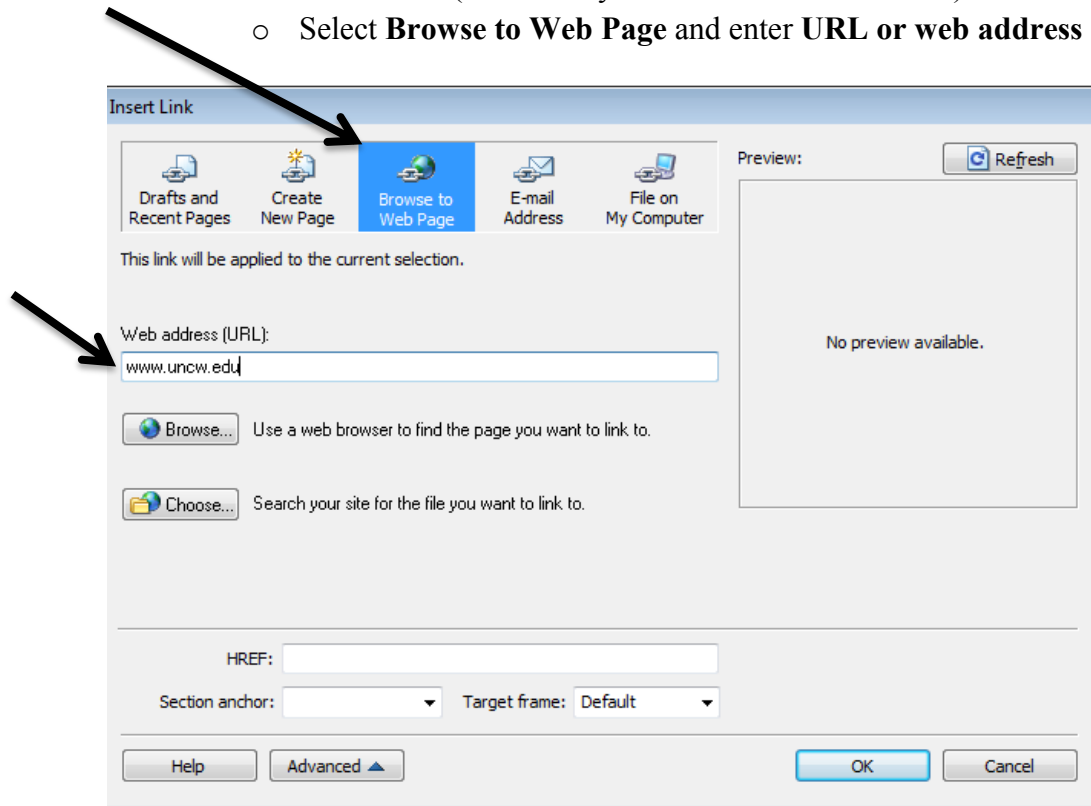 o Select Browse to Web Page and enter URL or web address
Insert Link
Drafts and
Recent Pages
Create
New Page
Browse to
Web Page
E-mail
Address
File on
My Computer
Preview:
Refresh
This link will be applied to the current selection.
Web address (URL):
www.uncw.edu
No preview available.
Browse... Use a web browser to find the page you want to link to.
Choose... Search your site for the file you want to link to.
HREF:
Section anchor:
Target frame: Default
Help
Advanced
OK
Cancel